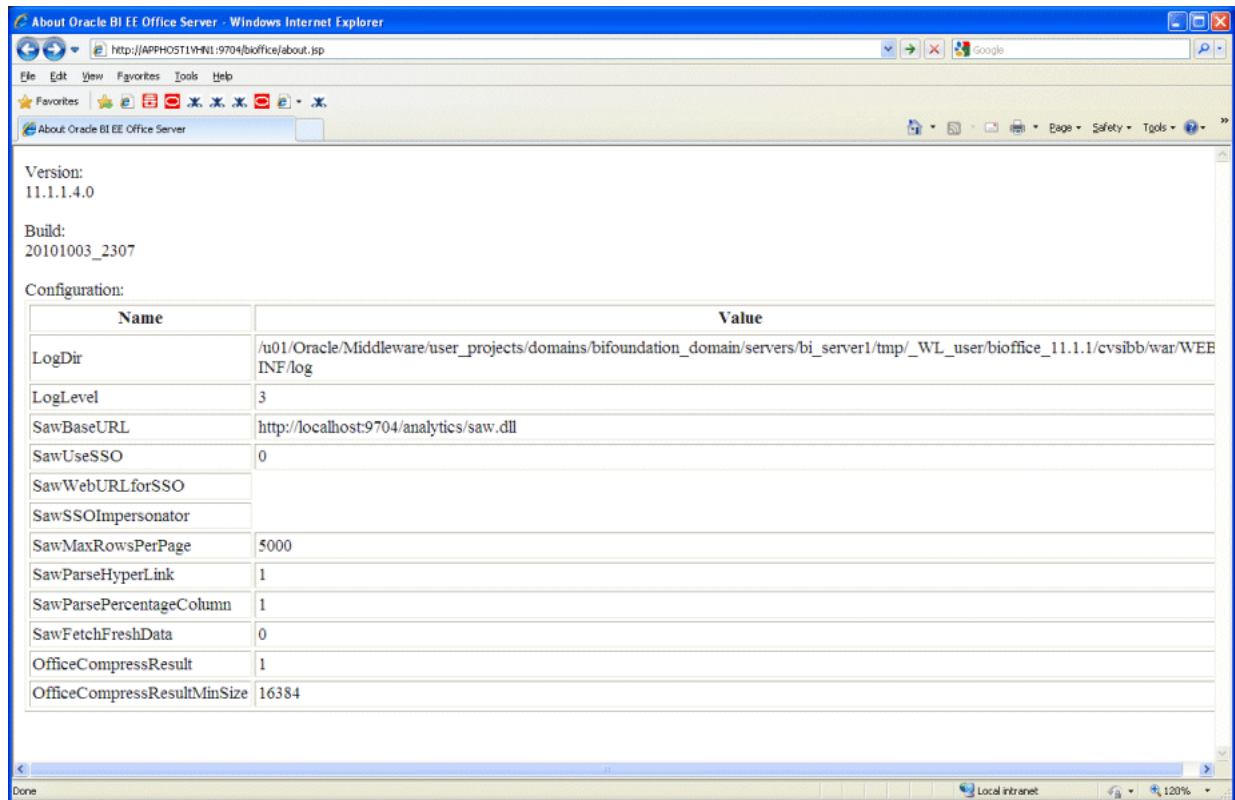 About Oracle BI EE Office Server - Windows Internet Explorer
http://APPHOST1VHN1:9704/bioffice/about.jsp
Google
File Edit View Favorites Tools Help
Favorites
About Oracle BI EE Office Server
Page Safety Tools
Version:
11.1.1.4.0
Build:
20101003_2307
Configuration:
Name Value
LogDir /u01/Oracle/Middleware/user_projects/domains/bifoundation_domain/servers/bi_server1/tmp/_WL_user/bioffice_11.1.1/cvsibb/war/WEB
INF/log
LogLevel 3
SawBaseURL http://localhost:9704/analytics/saw.dll
SawUseSSO 0
SawWebURLforSSO
SawSSOImpersonator
SawMaxRowsPerPage 5000
SawParseHyperLink 1
SawParsePercentageColumn 1
SawFetchFreshData 0
OfficeCompressResult 1
OfficeCompressResultMinSize 16384
Done Local intranet 120%